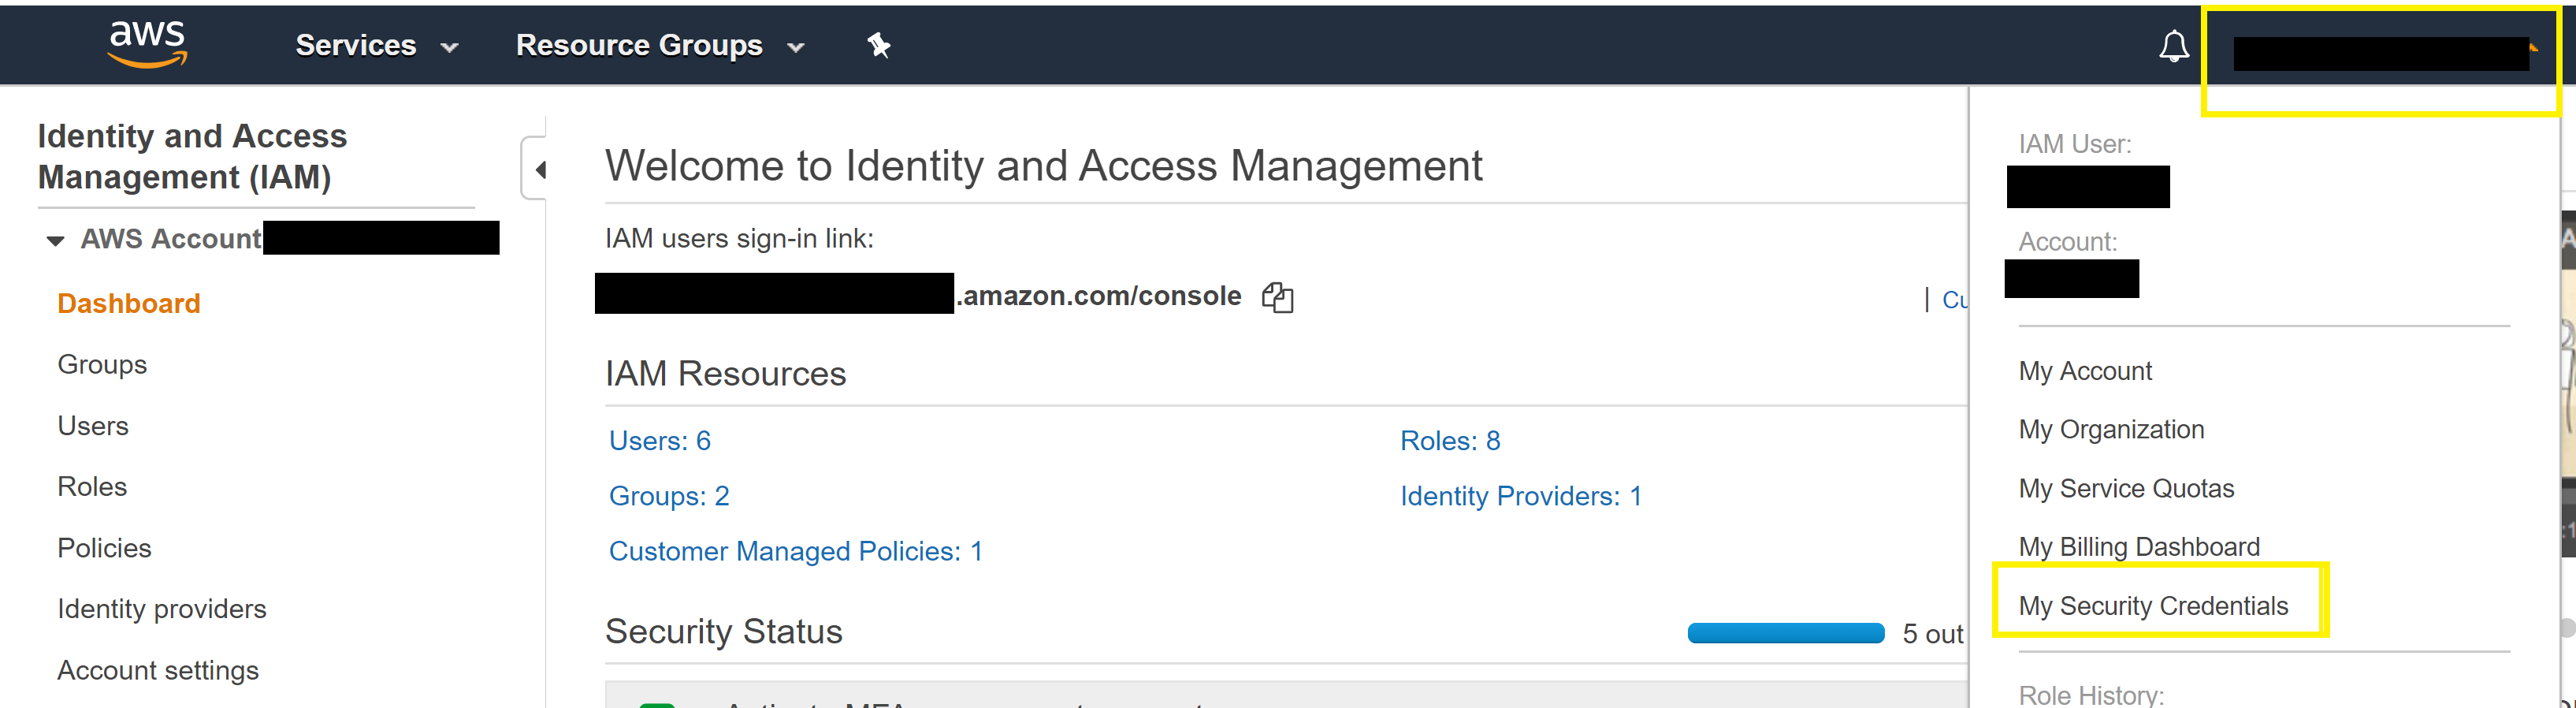 aws Services Resource Groups
Identity and Access
Management (IAM)
AWS Account
Dashboard
Groups
Users
Roles
Policies
Identity providers
Account settings
Welcome to Identity and Access Management
IAM users sign-in link:
.amazon.com/console
| Cu
IAM Resources
Users: 6
Roles: 8
Groups: 2
Identity Providers: 1
Customer Managed Policies: 1
Security Status
5 out
IAM User:
Account:
My Account
My Organization
My Service Quotas
My Billing Dashboard
My Security Credentials
Role History: